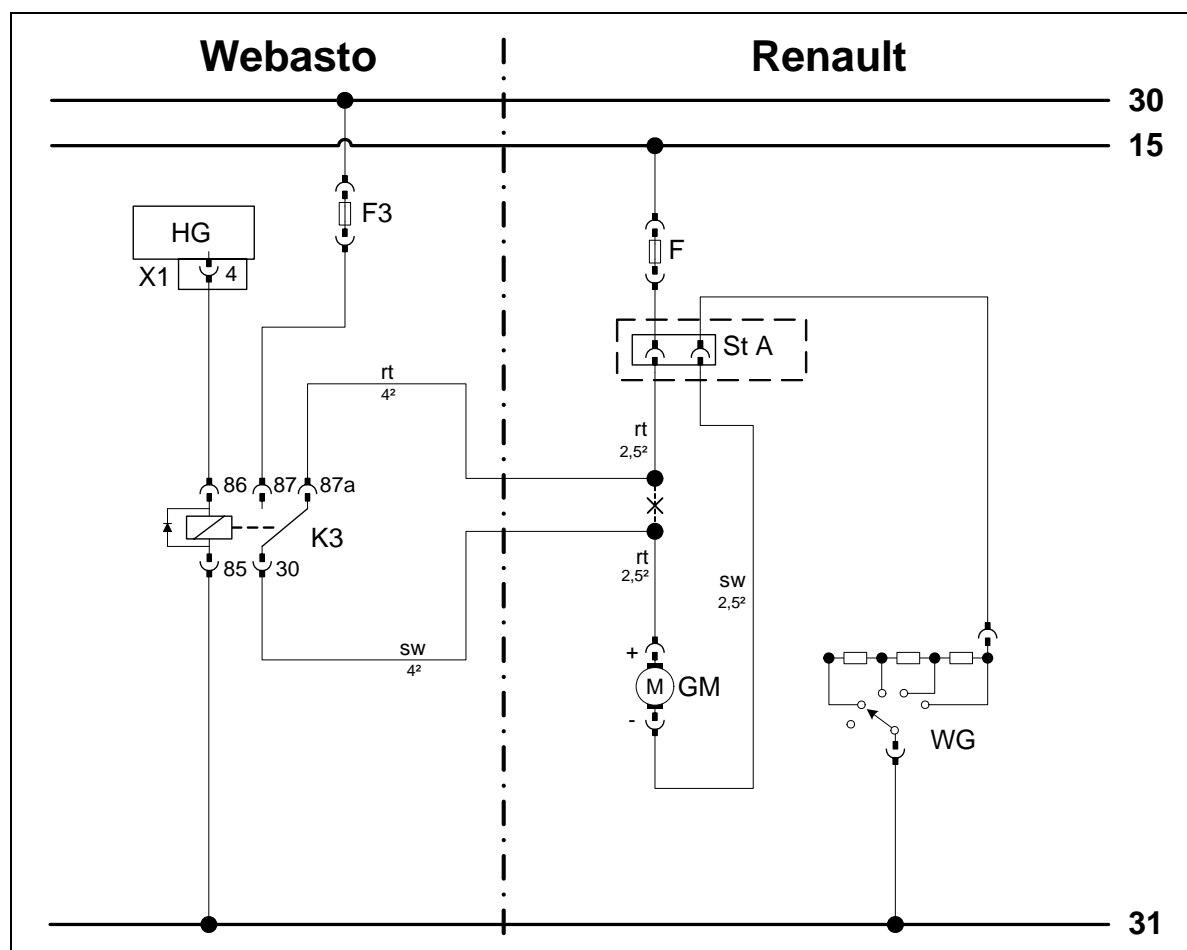 Webasto
Renault
30
15
F3
HG
X1
4
F
St A
rt
4²
rt
2,5²
86
87
87a
K3
85
30
rt
2,5²
sw
2,5²
sw
4²
+
M
GM
-
WG
31